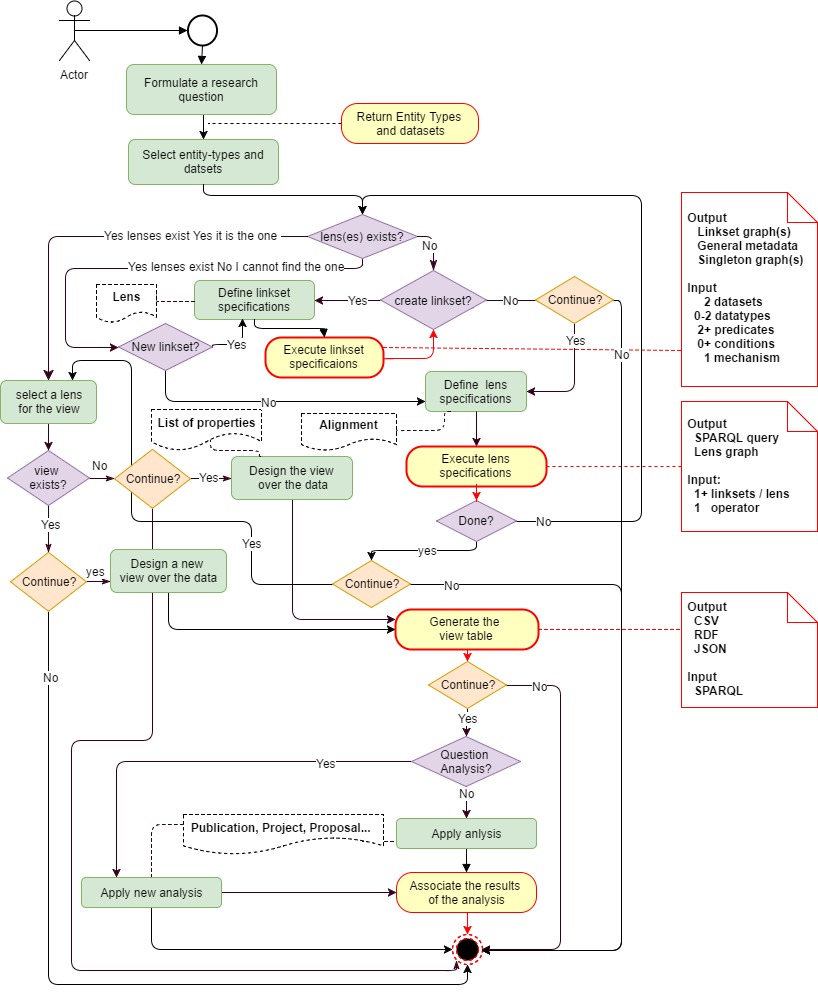 Actor
Formulate a research
question
Return Entity Types
and datasets
Select entity-types and
datsets
lens(es) exists?
Yes lenses exist Yes it is the one
No
Yes lenses exist No I cannot find the one
Output
Linkset graph(s)
General metadata
Singleton graph(s)
Input
2 datasets
0-2 datatypes
2+ predicates
0+ conditions
1 mechanism
Lens
Define linkset
specifications
Yes
create linkset?
No
Continue?
New linkset?
Yes
Execute linkset
specificaions
Yes
No
select a lens
for the view
No
Define lens
specifications
List of properties
Alignment
Output
SPARQL query
Lens graph
Input:
1+ linksets / lens
1 operator
view
exists?
No
Continue?
Yes
Design the view
over the data
Execute lens
specifications
Yes
Done?
No
Yes
yes
Continue?
yes
Design a new
view over the data
Continue?
No
Generate the
view table
Output
CSV
RDF
JSON
Input
SPARQL
No
Continue?
No
Yes
Question
Analysis?
Yes
No
Publication, Project, Proposal...
Apply anlysis
Apply new analysis
Associate the results
of the analysis